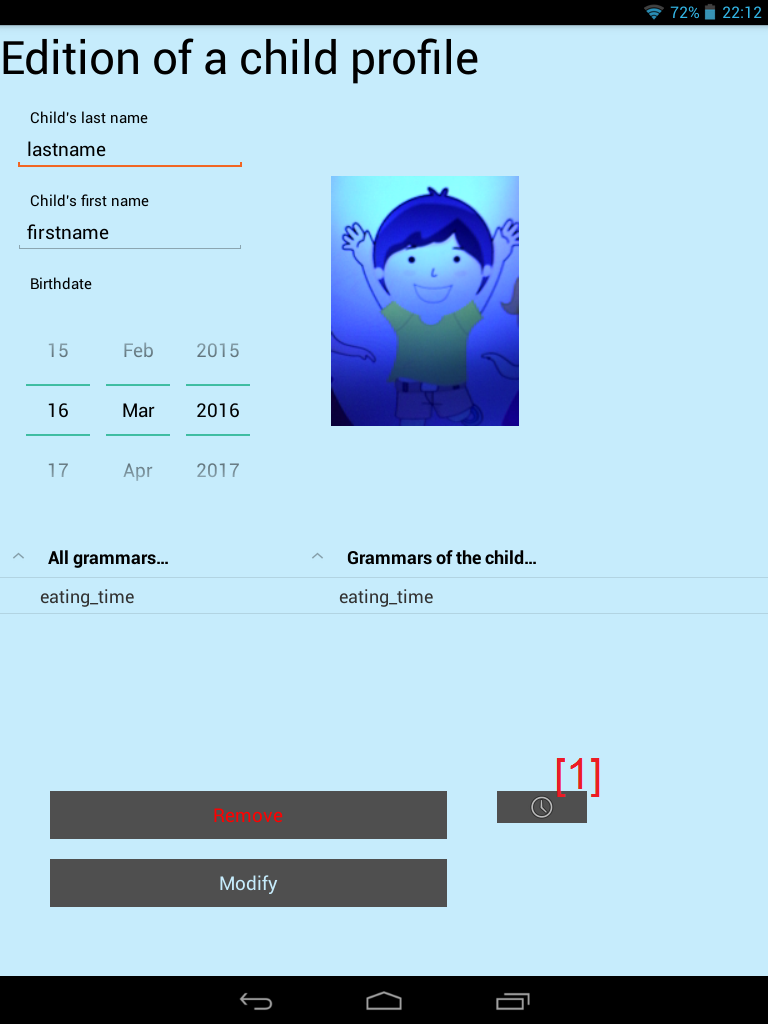 72% 22:12
Edition of a child profile
Child's last name
lastname
Child's first name
firstname
Birthdate
15 Feb 2015
16 Mar 2016
17 Apr 2017
All grammars... Grammars of the child...
eating_time eating_time
[1]
Remove
Modify